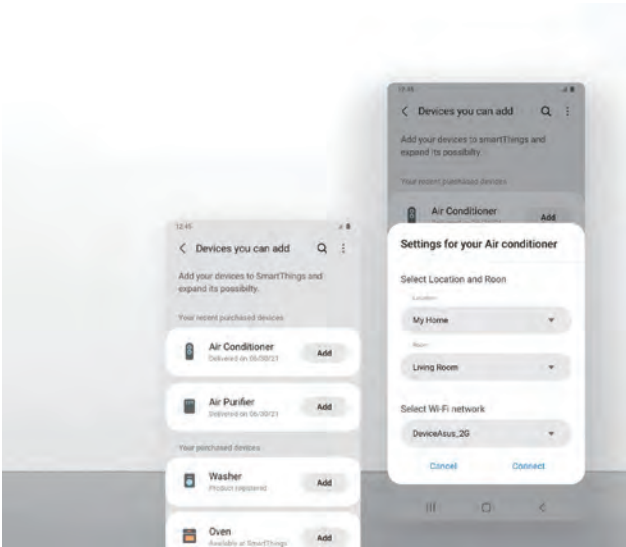 12:45
Devices you can add
Add your devices to SmartThings and
expand its possibilty.
Your recent purchased devices
Air Conditioner
Delivered on 06/30/21
Add
Air Purifier
Delivered on 06/30/21
Add
Your purchased devices
Washer
Product registered
Add
Oven
Available at SmartThings
Add
12:45
Devices you can add
Add your devices to smartThings and
expand its possibilty.
Your recent purchased devices
Air Conditioner
Add
Settings for your Air conditioner
Select Location and Roon
Location
My Home
Room
Living Room
Select Wi-Fi network
DeviceAsus_2G
Cancel
Connect